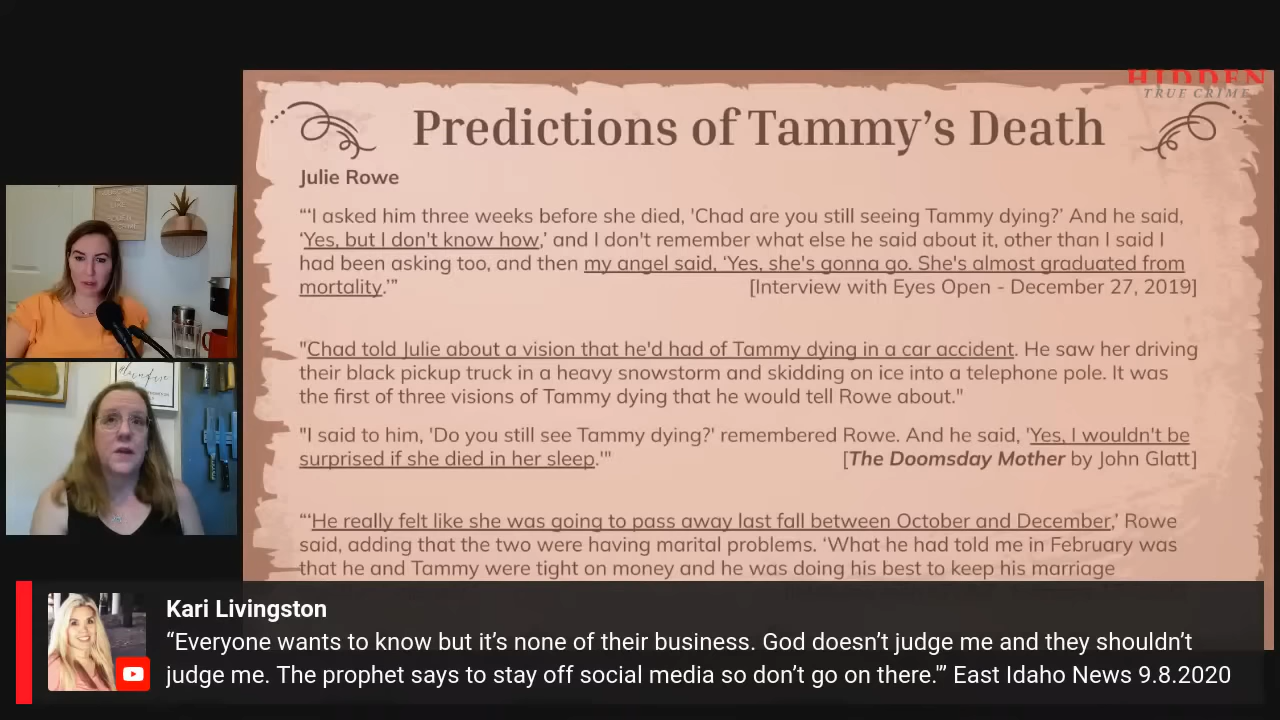 HIDDEN
TRUE CRIME
Predictions of Tammy’s Death
Julie Rowe
“‘I asked him three weeks before she died, 'Chad are you still seeing Tammy dying?’ And he said,
‘Yes, but I don't know how,’ and I don't remember what else he said about it, other than I said I
had been asking too, and then my angel said, ‘Yes, she's gonna go. She's almost graduated from
mortality.’” [Interview with Eyes Open - December 27, 2019]
"Chad told Julie about a vision that he'd had of Tammy dying in a car accident. He saw her driving
their black pickup truck in a heavy snowstorm and skidding on ice into a telephone pole. It was
the first of three visions of Tammy dying that he would tell Rowe about."
"I said to him, 'Do you still see Tammy dying?' remembered Rowe. And he said, 'Yes, I wouldn't be
surprised if she died in her sleep.'" [The Doomsday Mother by John Glatt]
“‘He really felt like she was going to pass away last fall between October and December,’ Rowe
said, adding that the two were having marital problems. ‘What he had told me in February was
that he and Tammy were tight on money and he was doing his best to keep his marriage
Kari Livingston
“Everyone wants to know but it’s none of their business. God doesn’t judge me and they shouldn’t
judge me. The prophet says to stay off social media so don’t go on there.”’ East Idaho News 9.8.2020